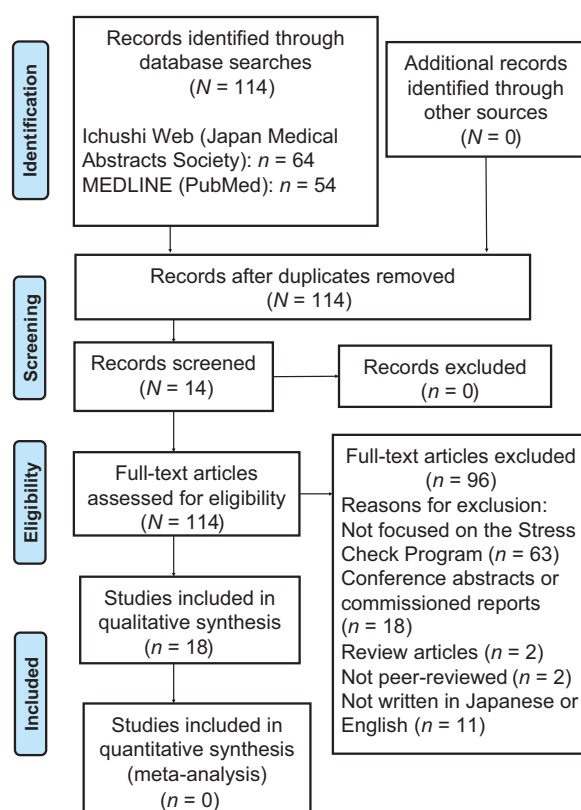 Identification
Records identified through
database searches
(N = 114)
Ichushi Web (Japan Medical
Abstracts Society): n = 64
MEDLINE (PubMed): n = 54
Additional records
identified through
other sources
(N = 0)
Records after duplicates removed
(N = 114)
Screening
Records screened
(N = 14)
Records excluded
(n = 0)
Eligibility
Full-text articles
assessed for eligibility
(N = 114)
Full-text articles excluded
(n = 96)
Reasons for exclusion:
Not focused on the Stress
Check Program (n = 63)
Conference abstracts or
commissioned reports
(n = 18)
Review articles (n = 2)
Not peer-reviewed (n = 2)
Not written in Japanese or
English (n = 11)
Included
Studies included in
qualitative synthesis
(n = 18)
Studies included in
quantitative synthesis
(meta-analysis)
(n = 0)